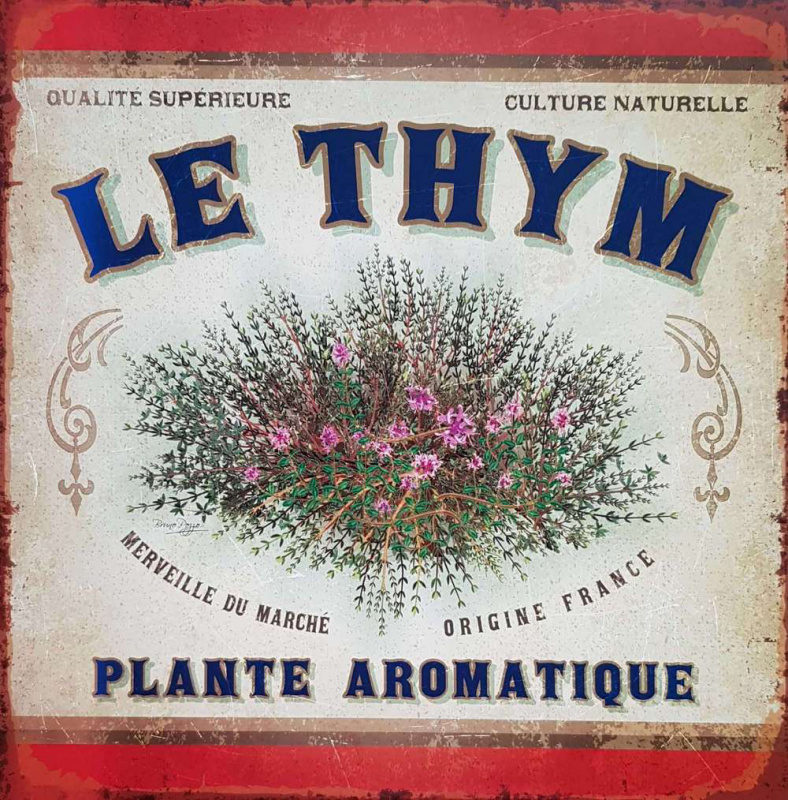 QUALITÉ SUPÉRIEURE
CULTURE NATURELLE
LE THYM
MERVEILLE DU MARCHÉ
ORIGINE FRANCE
PLANTE AROMATIQUE